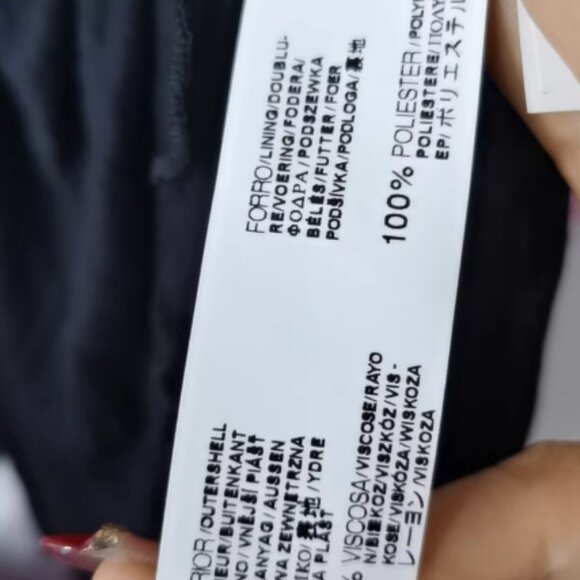 FORRO/LINING/DOUBLU-
RE/VOERING/FODERA/
ΦΟΔΡΑ/PODSZEWKA
BÉLÉS/FUTTER/FOER
PODŠÍVKA/PODLOGA/裏地
100% POLIESTER/POLY
POLIESTERE/ΠΟΛΥ
EP/ポリエステル
RIOR/OUTERSHELL
IEUR/BUITENKANT
NO/VNĚJŠÍ PLÁŠŤ
ANYAG/AUSSEN
NA ZEWNĘTRZNA
IKO/表地/YDRE
A PLAST
% VISCOSA/VISCOSE/RAYO
N/ΒΙΣΚΟΖ/VISZKÓZ/VIS-
KOSE/VISKÓZA/WISKOZA
レーヨン/VISKOZA